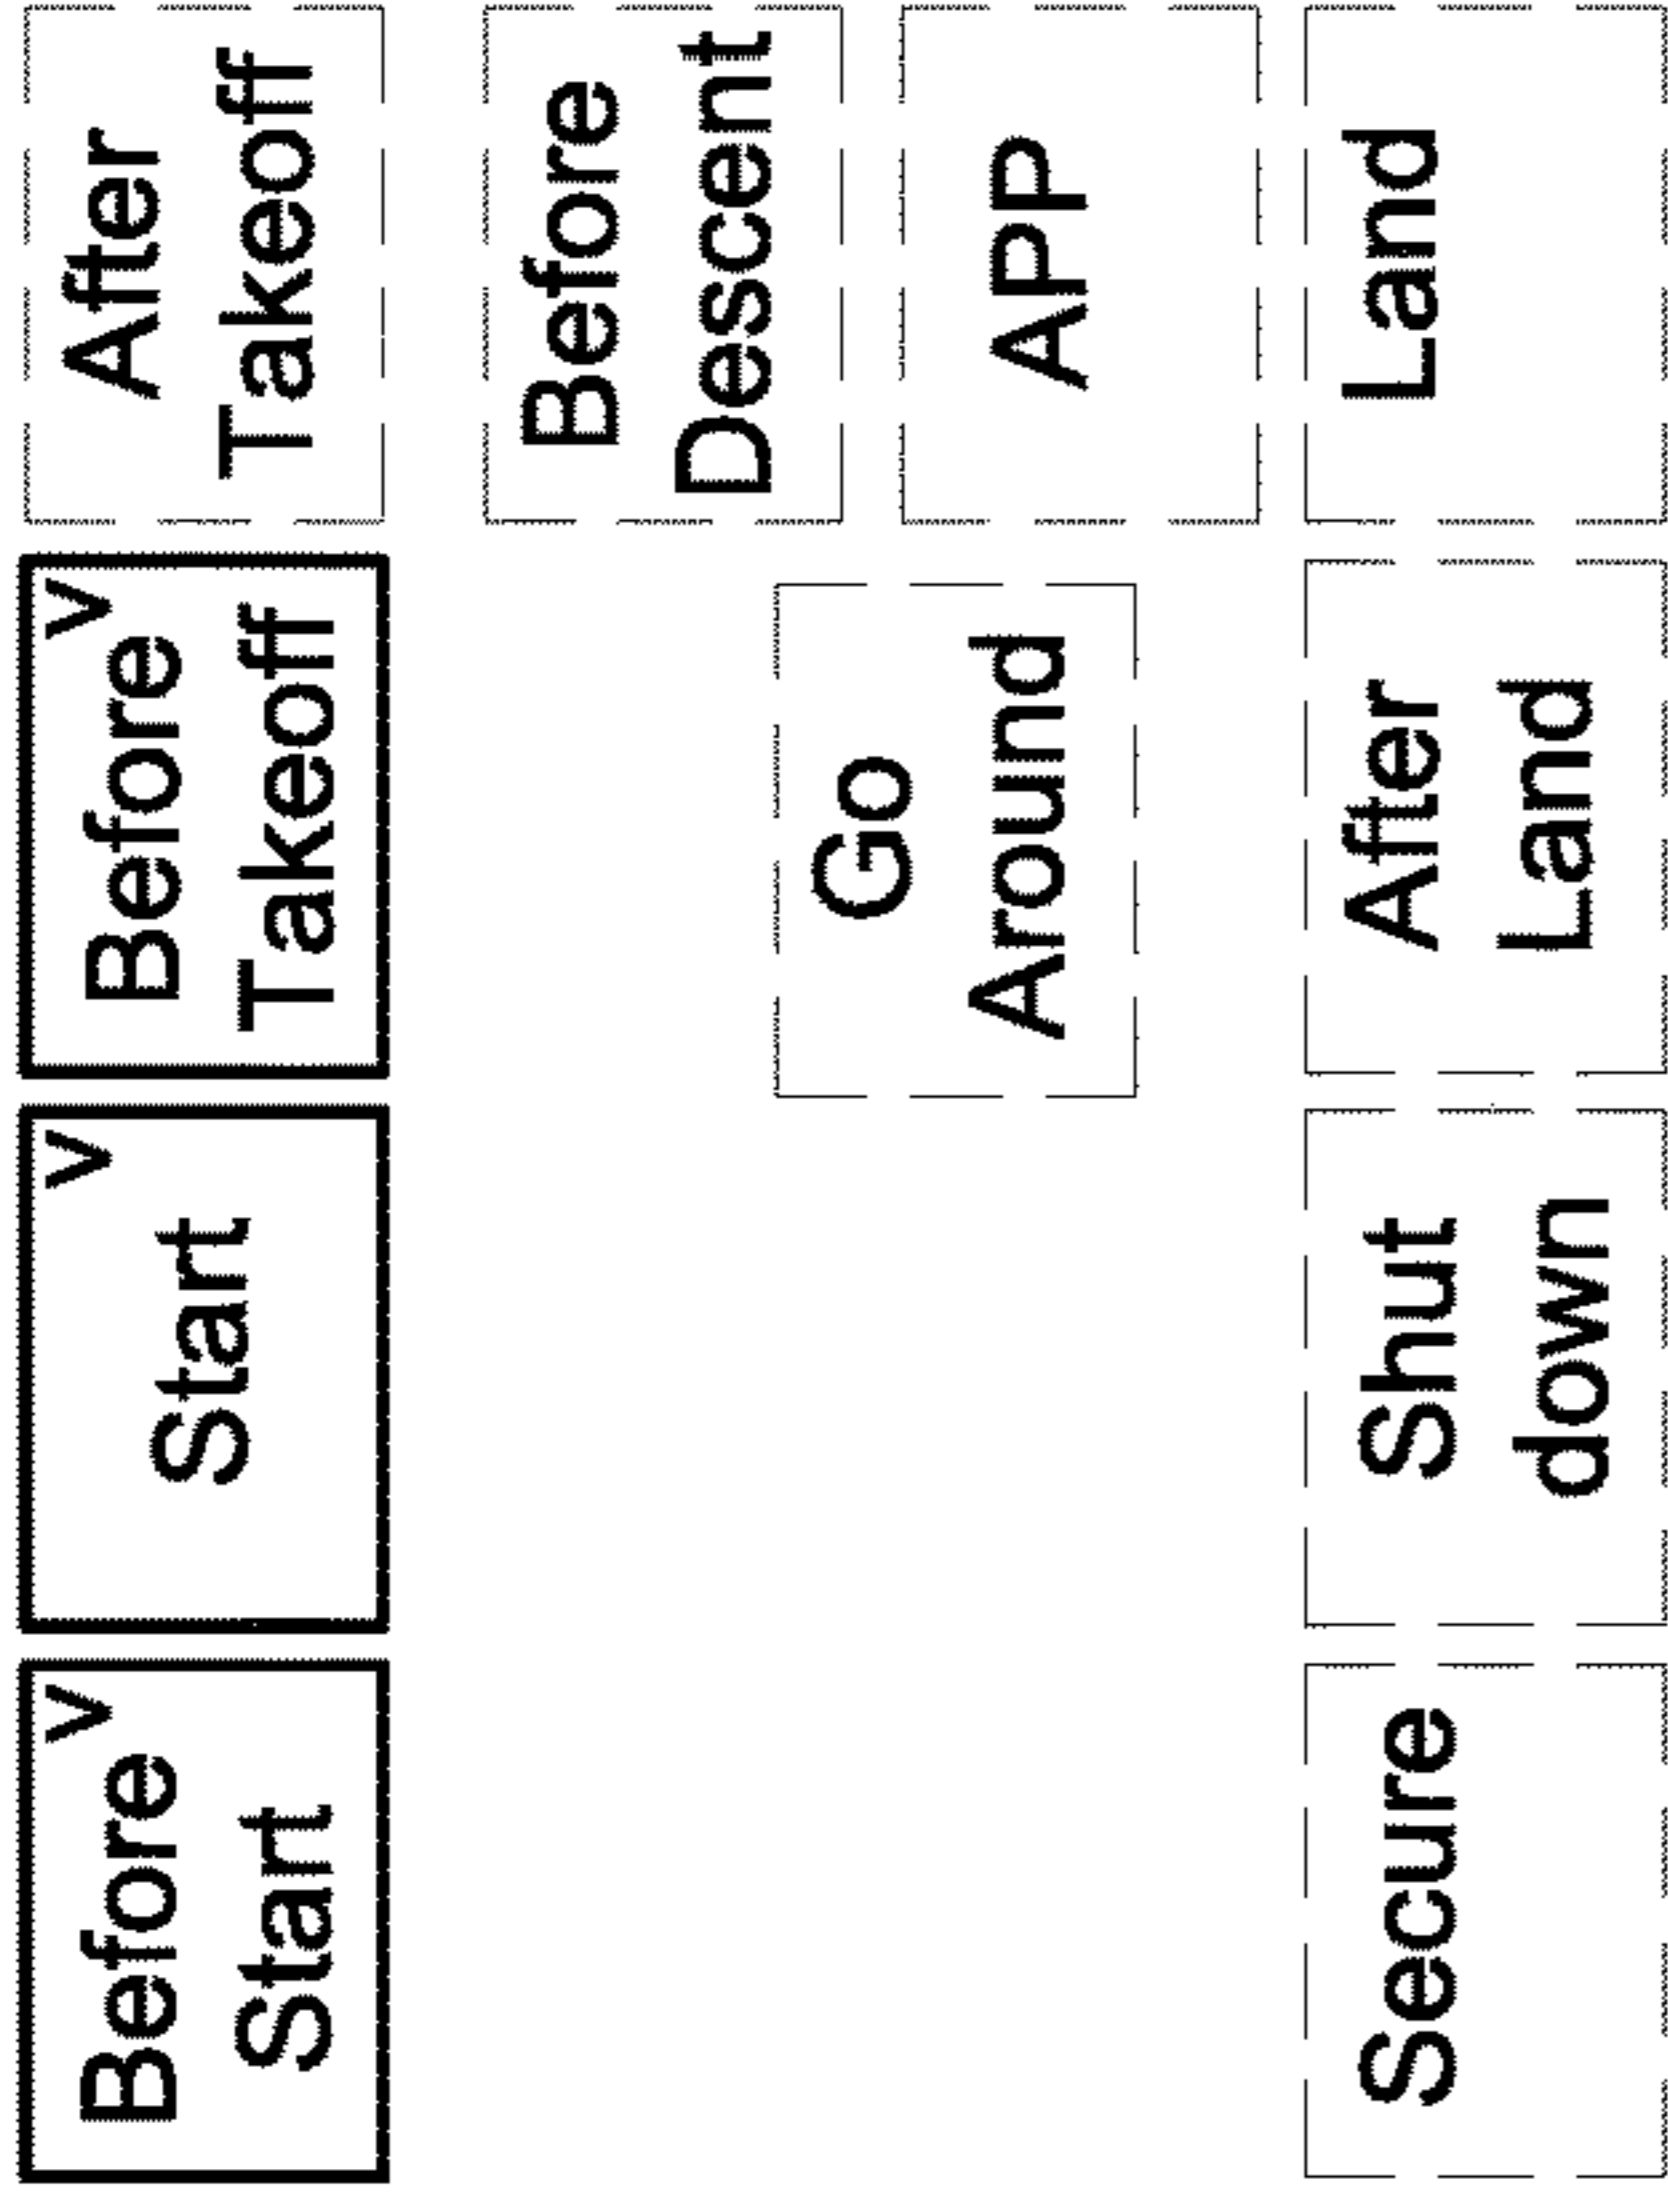 v
Before
Start
v
Start
v
Before
Takeoff
After
Takeoff
Before
Descent
Go
Around
APP
Secure
Shut
down
After
Land
Land